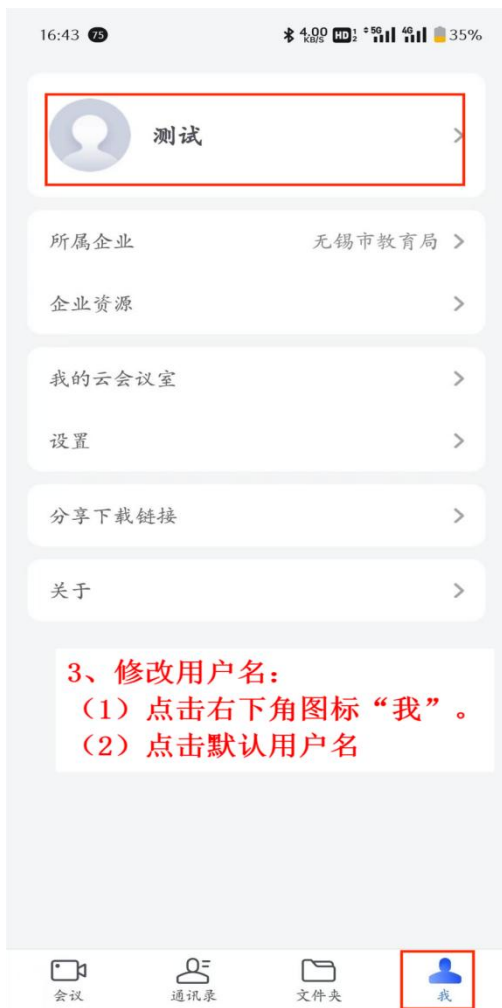 16:43 75 4.00 KB/S HD 1 2 5G 4G 35%
测试
所属企业 无锡市教育局 >
企业资源 >
我的云会议室 >
设置 >
分享下载链接 >
关于 >
3、修改用户名:
（1）点击右下角图标“我”。
（2）点击默认用户名
会议 通讯录 文件夹 我